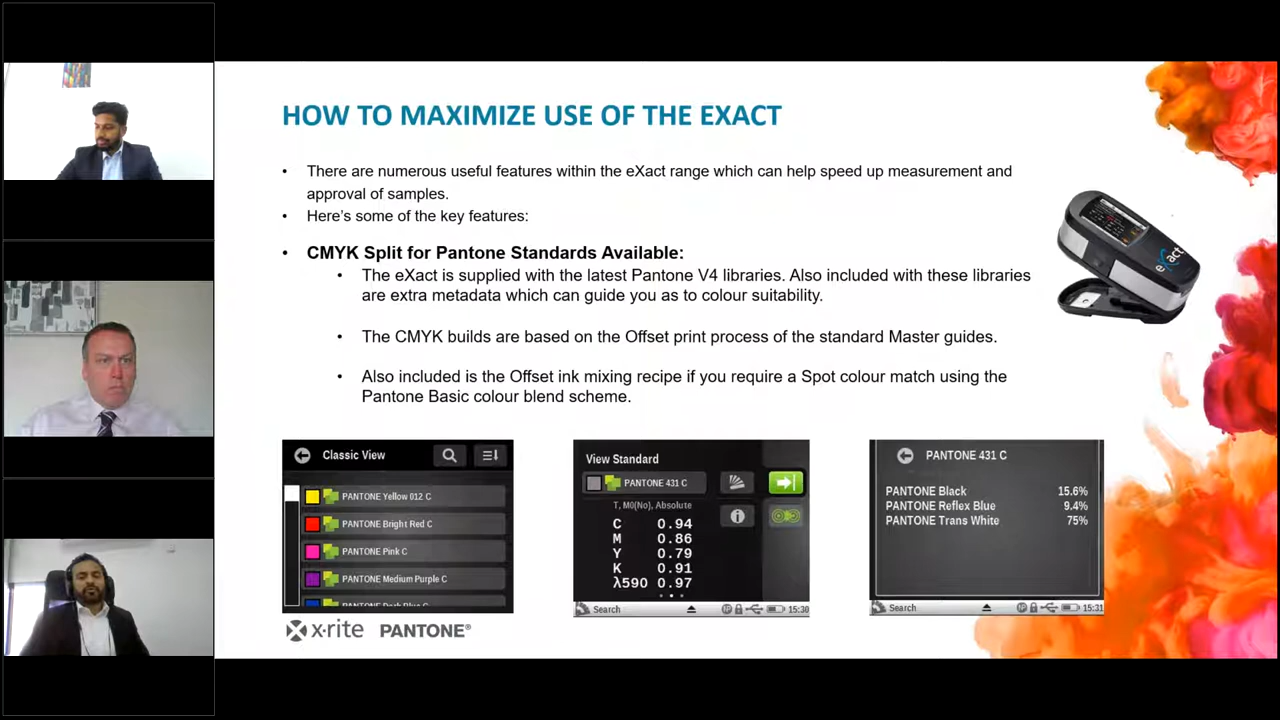 HOW TO MAXIMIZE USE OF THE EXACT
• There are numerous useful features within the eXact range which can help speed up measurement and
approval of samples.
• Here's some of the key features:
• CMYK Split for Pantone Standards Available:
• The eXact is supplied with the latest Pantone V4 libraries. Also included with these libraries
are extra metadata which can guide you as to colour suitability.
• The CMYK builds are based on the Offset print process of the standard Master guides.
• Also included is the Offset ink mixing recipe if you require a Spot colour match using the
Pantone Basic colour blend scheme.
eXact
Classic View
PANTONE Yellow 012 C
PANTONE Bright Red C
PANTONE Pink C
PANTONE Medium Purple C
PANTONE Dark Blue C
View Standard
PANTONE 431 C
T, M0(No), Absolute
C 0.94
M 0.86
Y 0.79
K 0.91
λ590 0.97
Search 15:30
PANTONE 431 C
PANTONE Black 15.6%
PANTONE Reflex Blue 9.4%
PANTONE Trans White 75%
Search 15:31
x·rite PANTONE®